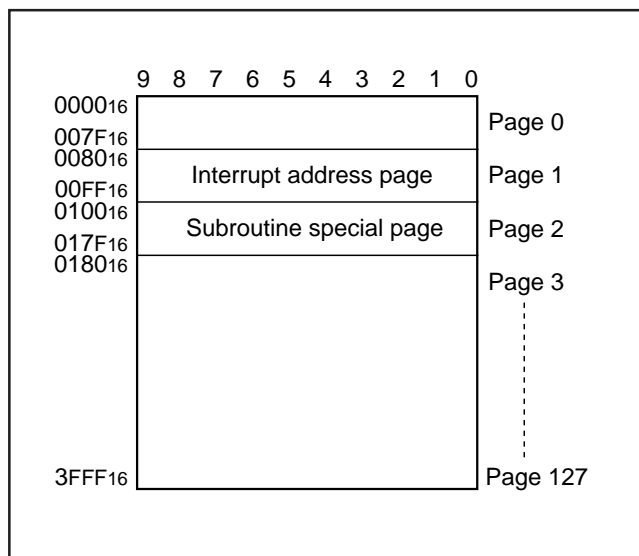 9 8 7 6 5 4 3 2 1 0
000016
Page 0
007F16
008016
Interrupt address page
Page 1
00FF16
010016
Subroutine special page
Page 2
017F16
018016
Page 3
3FFF16
Page 127